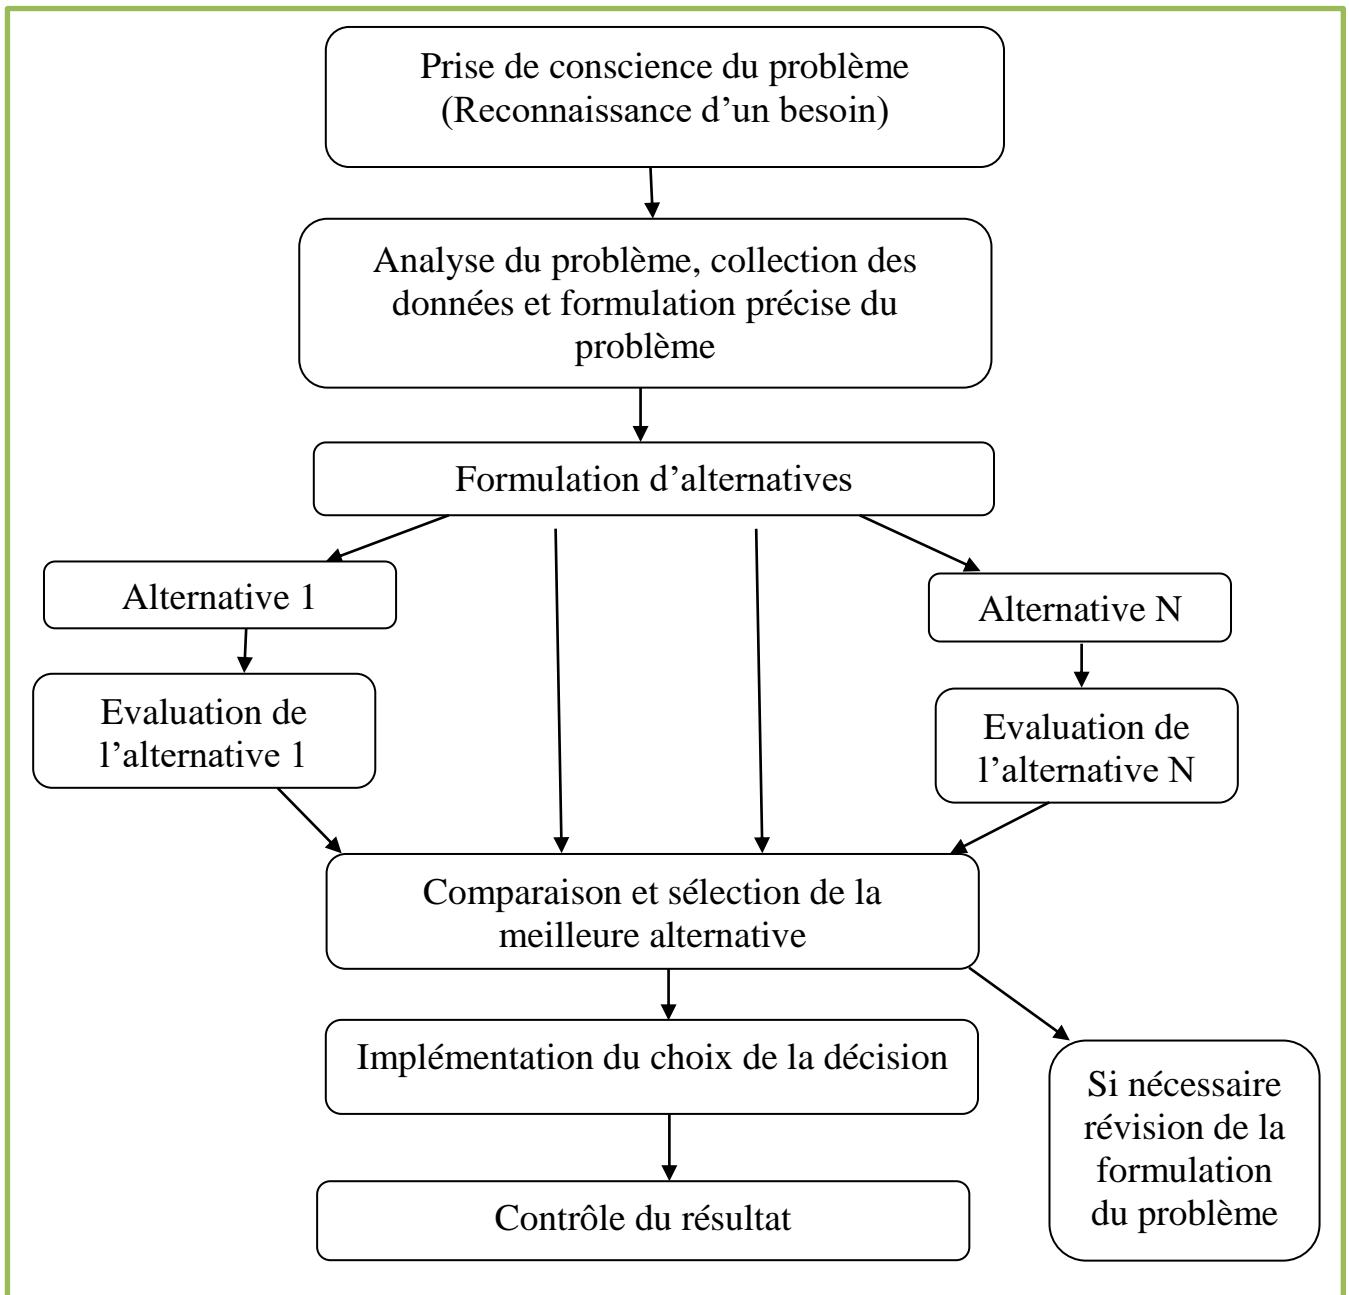 Prise de conscience du problème
(Reconnaissance d’un besoin)
Analyse du problème, collection des
données et formulation précise du
problème
Formulation d’alternatives
Alternative 1
Alternative N
Evaluation de
l’alternative 1
Evaluation de
l’alternative N
Comparaison et sélection de la
meilleure alternative
Implémentation du choix de la décision
Si nécessaire
révision de la
formulation
du problème
Contrôle du résultat